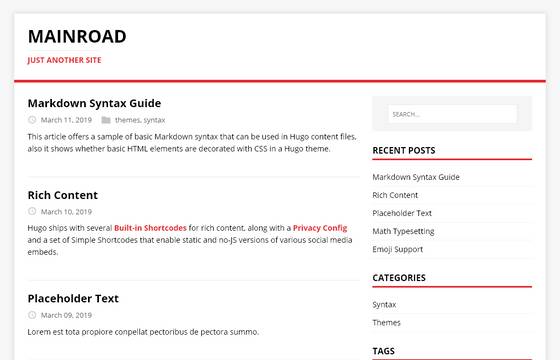 MAINROAD
JUST ANOTHER SITE
Markdown Syntax Guide
March 11, 2019 themes, syntax
This article offers a sample of basic Markdown syntax that can be used in Hugo content files,
also it shows whether basic HTML elements are decorated with CSS in a Hugo theme.
Rich Content
March 10, 2019
Hugo ships with several Built-in Shortcodes for rich content, along with a Privacy Config
and a set of Simple Shortcodes that enable static and no-JS versions of various social media
embeds.
Placeholder Text
March 09, 2019
Lorem est tota propiore conpellat pectoribus de pectora summo.
SEARCH...
RECENT POSTS
Markdown Syntax Guide
Rich Content
Placeholder Text
Math Typesetting
Emoji Support
CATEGORIES
Syntax
Themes
TAGS